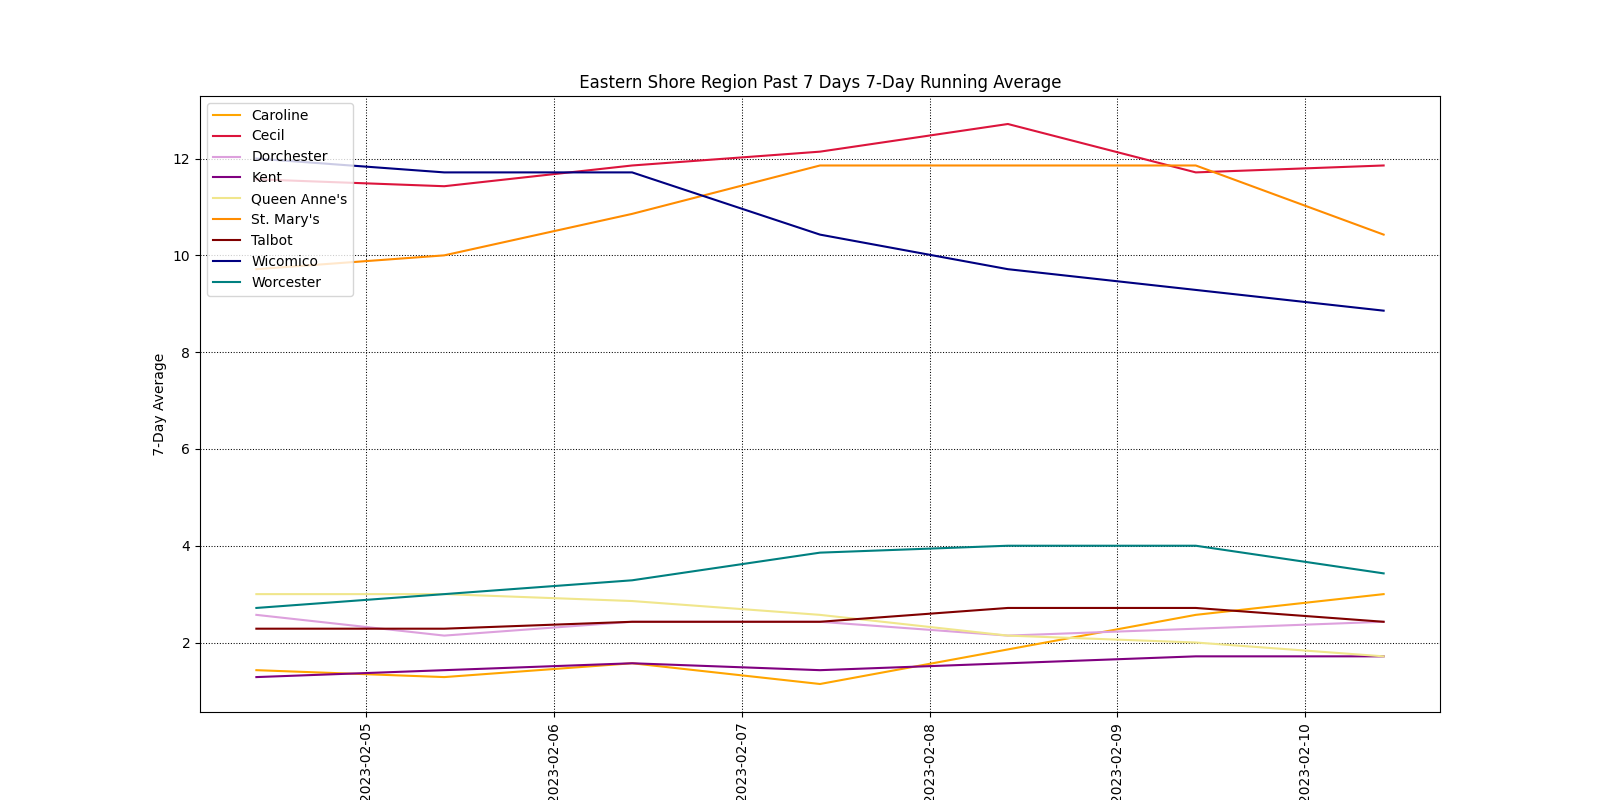 Eastern Shore Region Past 7 Days 7-Day Running Average
Caroline
Cecil
Dorchester
Kent
Queen Anne's
St. Mary's
Talbot
Wicomico
Worcester
7-Day Average
12
10
8
6
4
2
2023-02-05
2023-02-06
2023-02-07
2023-02-08
2023-02-09
2023-02-10